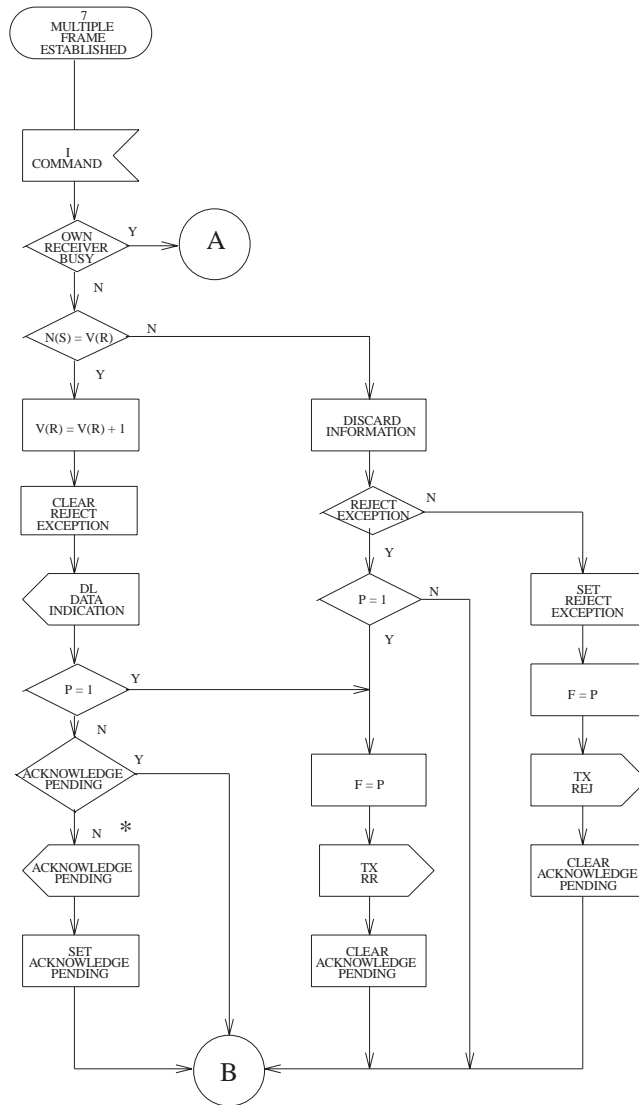 7
MULTIPLE
FRAME
ESTABLISHED
I
COMMAND
OWN
RECEIVER
BUSY
Y
A
N
N(S) = V(R)
N
Y
V(R) = V(R) + 1
DISCARD
INFORMATION
CLEAR
REJECT
EXCEPTION
REJECT
EXCEPTION
N
Y
DL
DATA
INDICATION
P = 1
N
SET
REJECT
EXCEPTION
Y
P = 1
Y
F = P
N
ACKNOWLEDGE
PENDING
Y
F = P
TX
REJ
N
*
ACKNOWLEDGE
PENDING
TX
RR
CLEAR
ACKNOWLEDGE
PENDING
SET
ACKNOWLEDGE
PENDING
CLEAR
ACKNOWLEDGE
PENDING
B